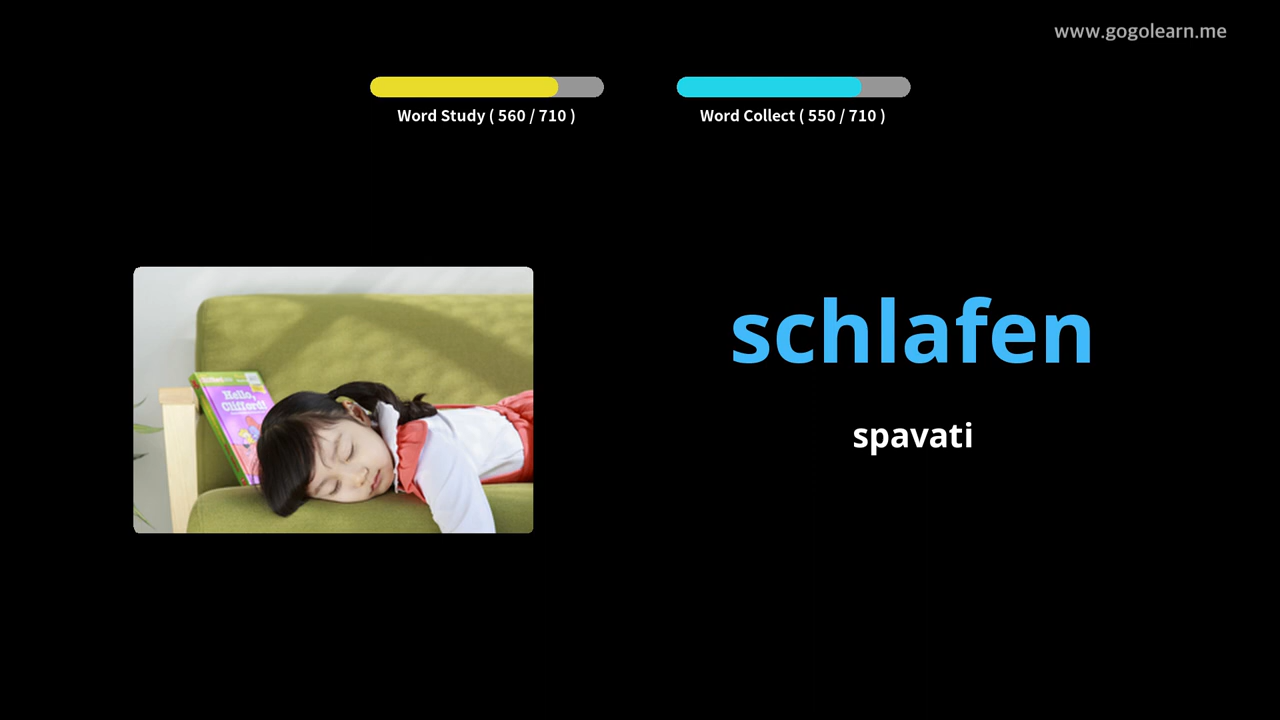 www.gogolearn.me
Word Study ( 560 / 710 )
Word Collect ( 550 / 710 )
schlafen
spavati
Hello,
Clifford!